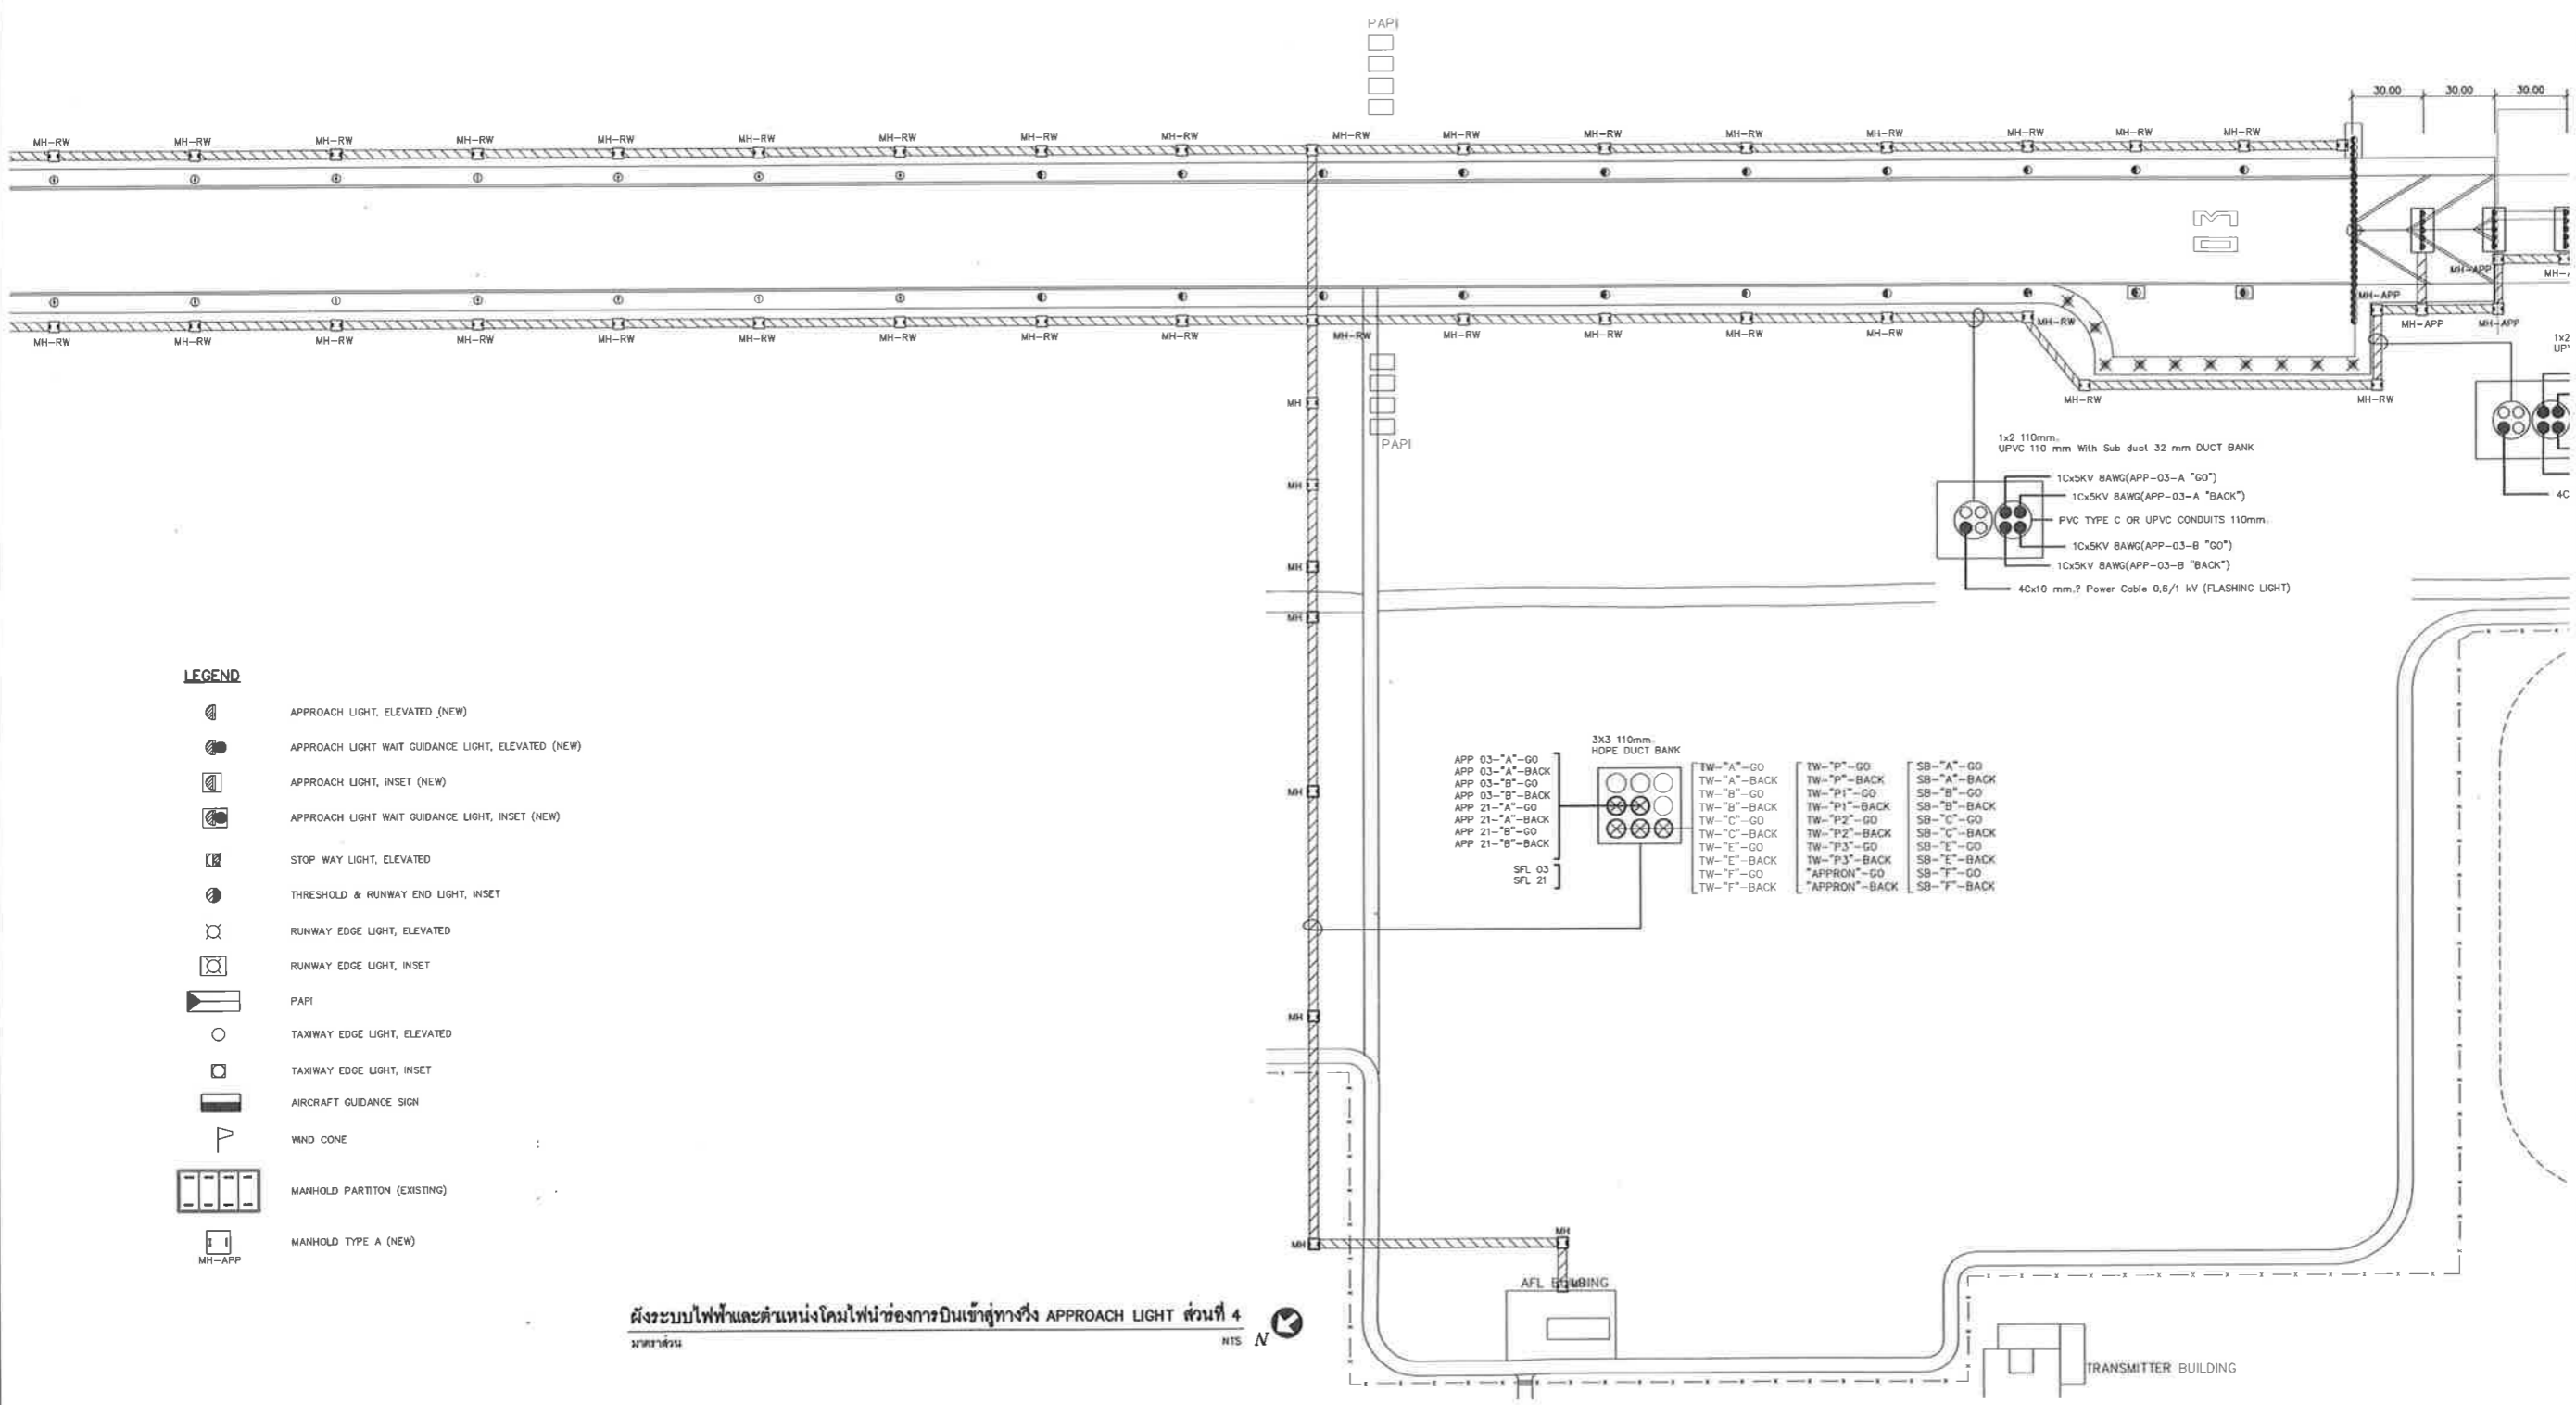 PAPI
30.00 30.00 30.00
MH-RW MH-RW MH-RW MH-RW MH-RW MH-RW MH-RW MH-RW MH-RW MH-RW MH-RW MH-RW MH-RW MH-RW MH-RW MH-RW MH-RW
03
MH-APP MH-
MH-APP
MH-APP MH-APP
MH-RW
MH-RW MH-RW MH-RW MH-RW MH-RW MH-RW MH-RW MH-RW MH-RW MH-RW MH-RW MH-RW MH-RW MH-RW
1x2
UP
MH-RW MH-RW
MH
PAPI
MH
MH
MH
1x2 110mm.
UPVC 110 mm With Sub duct 32 mm DUCT BANK
1Cx5KV 8AWG(APP-03-A "GO")
1Cx5KV 8AWG(APP-03-A "BACK")
PVC TYPE C OR UPVC CONDUITS 110mm.
1Cx5KV 8AWG(APP-03-B "GO")
1Cx5KV 8AWG(APP-03-B "BACK")
4Cx10 mm.? Power Cable 0,6/1 kV (FLASHING LIGHT)
4C
LEGEND
APPROACH LIGHT, ELEVATED (NEW)
APPROACH LIGHT WAIT GUIDANCE LIGHT, ELEVATED (NEW)
APPROACH LIGHT, INSET (NEW)
APPROACH LIGHT WAIT GUIDANCE LIGHT, INSET (NEW)
STOP WAY LIGHT, ELEVATED
THRESHOLD & RUNWAY END LIGHT, INSET
RUNWAY EDGE LIGHT, ELEVATED
RUNWAY EDGE LIGHT, INSET
PAPI
TAXIWAY EDGE LIGHT, ELEVATED
TAXIWAY EDGE LIGHT, INSET
AIRCRAFT GUIDANCE SIGN
WIND CONE
MANHOLD PARTITON (EXISTING)
MANHOLD TYPE A (NEW)
MH-APP
3X3 110mm.
HDPE DUCT BANK
APP 03-"A"-GO
APP 03-"A"-BACK
APP 03-"B"-GO
APP 03-"B"-BACK
APP 21-"A"-GO
APP 21-"A"-BACK
APP 21-"B"-GO
APP 21-"B"-BACK
SFL 03
SFL 21
TW-"A"-GO
TW-"A"-BACK
TW-"B"-GO
TW-"B"-BACK
TW-"C"-GO
TW-"C"-BACK
TW-"E"-GO
TW-"E"-BACK
TW-"F"-GO
TW-"F"-BACK
TW-"P"-GO
TW-"P"-BACK
TW-"P1"-GO
TW-"P1"-BACK
TW-"P2"-GO
TW-"P2"-BACK
TW-"P3"-GO
TW-"P3"-BACK
"APPRON"-GO
"APPRON"-BACK
SB-"A"-GO
SB-"A"-BACK
SB-"B"-GO
SB-"B"-BACK
SB-"C"-GO
SB-"C"-BACK
SB-"E"-GO
SB-"E"-BACK
SB-"F"-GO
SB-"F"-BACK
MH
MH
MH
MH
AFL BUILDING
TRANSMITTER BUILDING
ผังระบบไฟฟ้าและตำแหน่งโคมไฟนำร่องการบินเข้าสู่ทางวิ่ง APPROACH LIGHT ส่วนที่ 4
มาตราส่วน NTS N